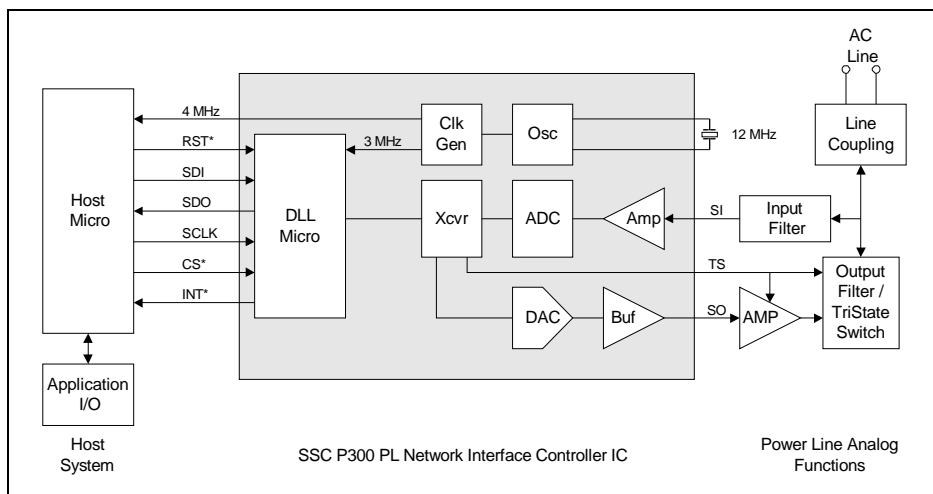 AC
Line
4 MHz
RST*
SDI
SDO
SCLK
CS*
INT*
Host
Micro
Application
I/O
Host
System
3 MHz
DLL
Micro
Clk
Gen
Osc
12 MHz
Xcvr
ADC
Amp
SI
Input
Filter
Line
Coupling
TS
DAC
Buf
SO
AMP
Output
Filter /
TriState
Switch
SSC P300 PL Network Interface Controller IC
Power Line Analog
Functions